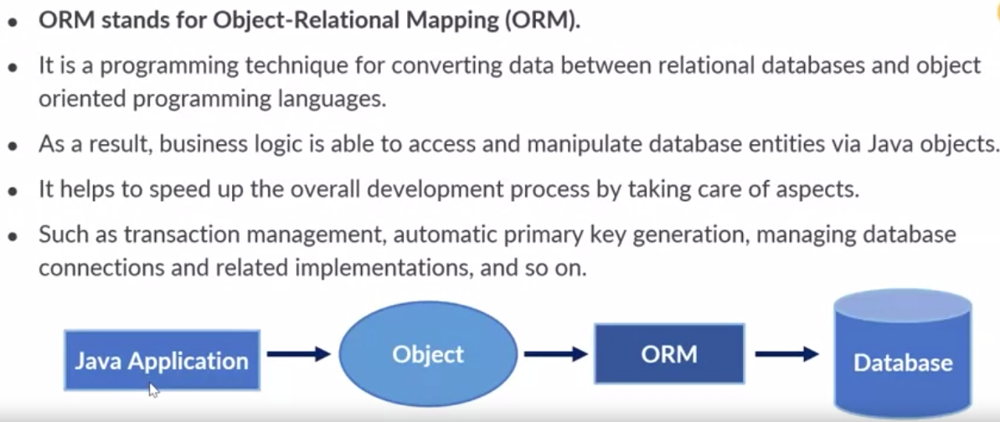 • ORM stands for Object-Relational Mapping (ORM).
• It is a programming technique for converting data between relational databases and object
oriented programming languages.
• As a result, business logic is able to access and manipulate database entities via Java objects.
• It helps to speed up the overall development process by taking care of aspects.
• Such as transaction management, automatic primary key generation, managing database
connections and related implementations, and so on.
Java Application
Object
ORM
Database